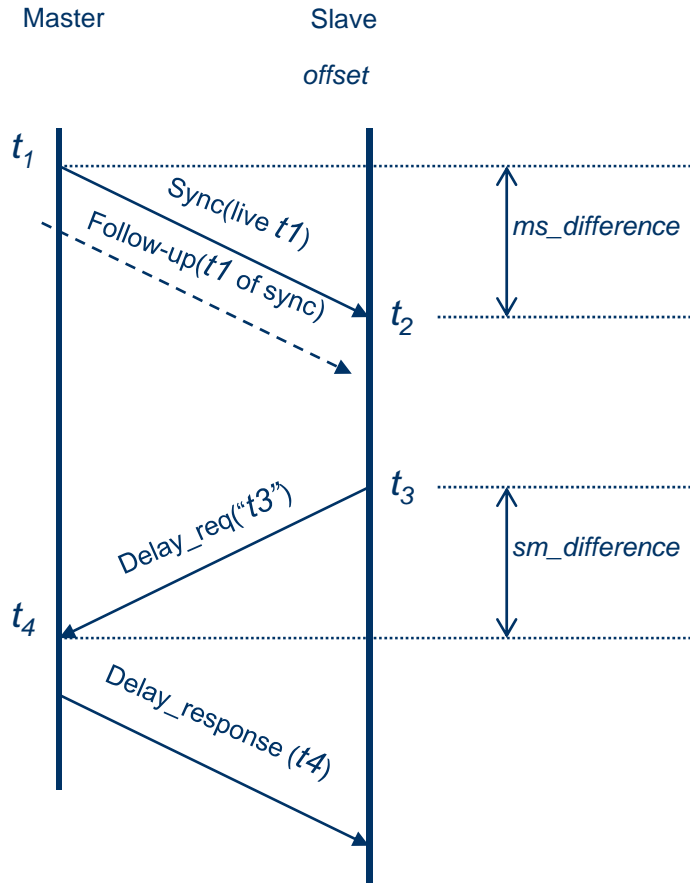 Master
Slave
offset
t1
Sync(live t1)
ms_difference
Follow-up(t1 of sync)
t2
t3
Delay_req(“t3”)
sm_difference
t4
Delay_response (t4)